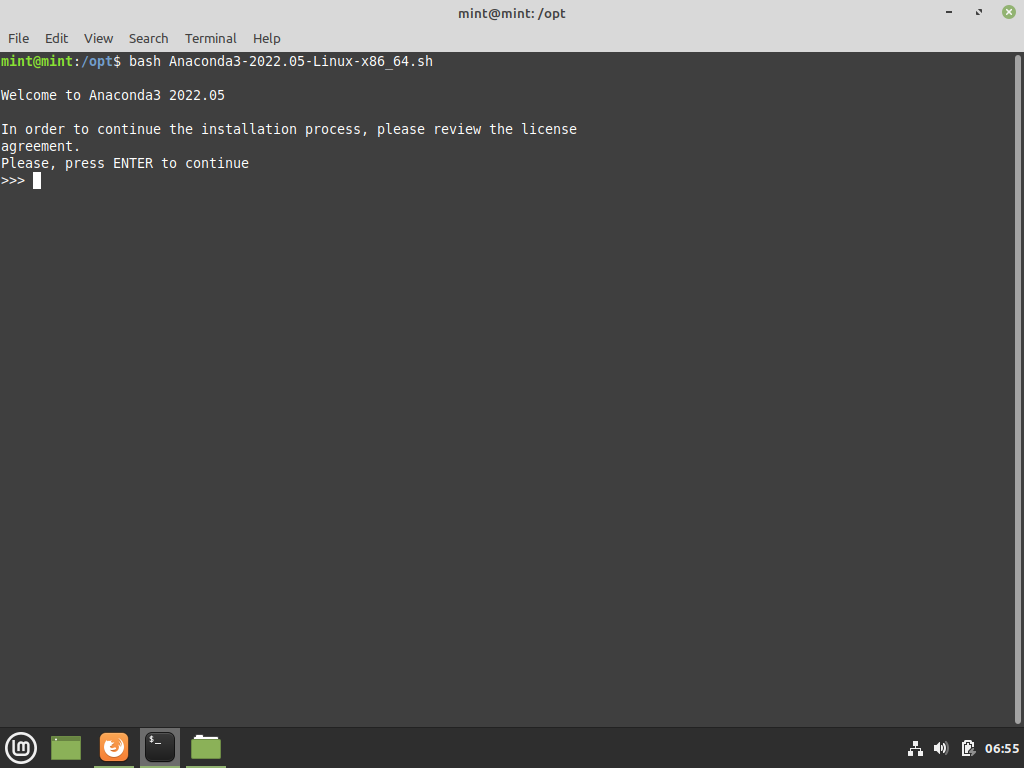 mint@mint: /opt
File Edit View Search Terminal Help
mint@mint:/opt$ bash Anaconda3-2022.05-Linux-x86_64.sh
Welcome to Anaconda3 2022.05
In order to continue the installation process, please review the license
agreement.
Please, press ENTER to continue
>>>
$_
06:55